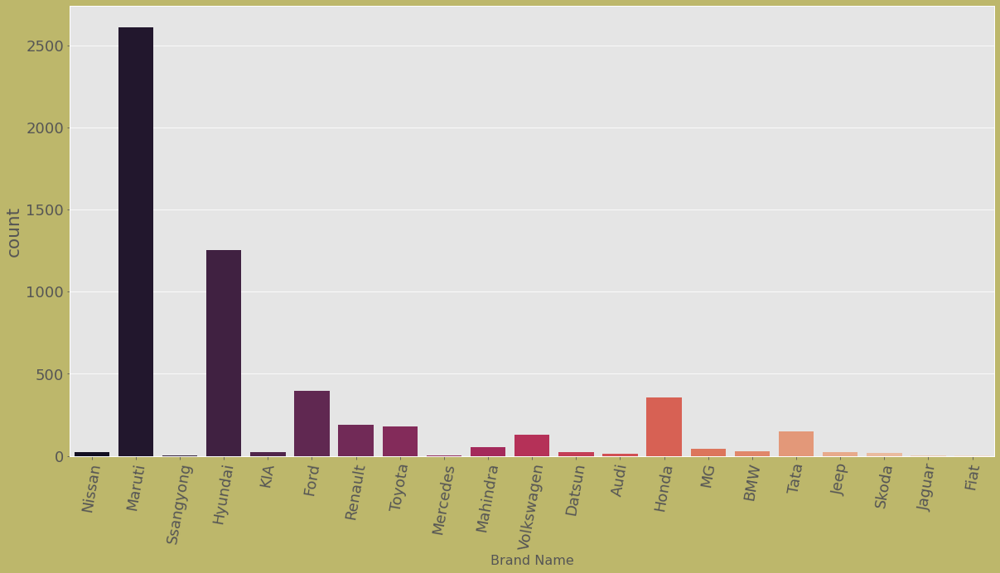 2500
2000
1500
1000
500
0
count
Nissan
Maruti
Ssangyong
Hyundai
KIA
Ford
Renault
Toyota
Mercedes
Mahindra
Volkswagen
Datsun
Audi
Honda
MG
BMW
Tata
Jeep
Skoda
Jaguar
Fiat
Brand Name